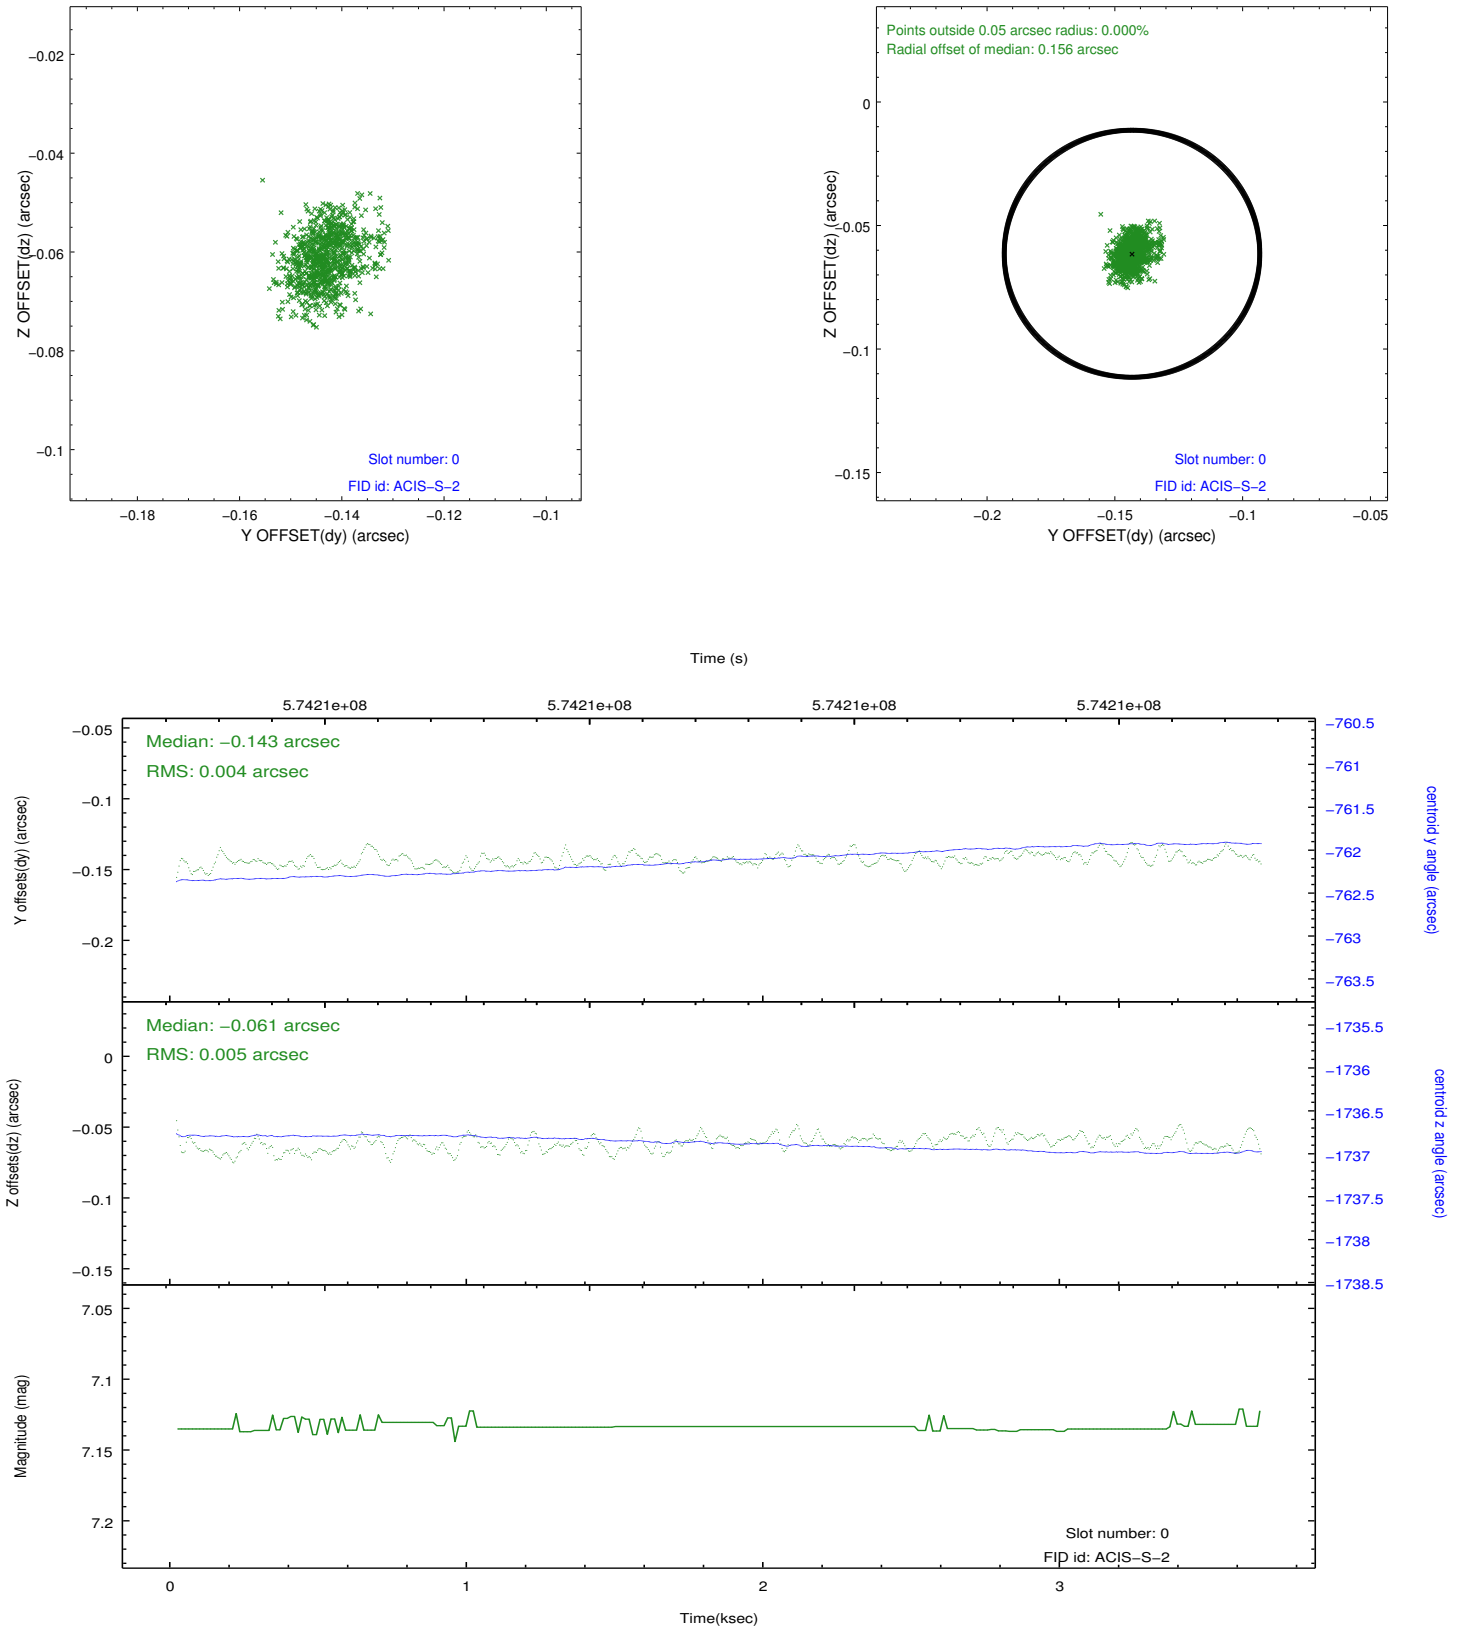 −0.02
−0.04
−0.06
−0.08
−0.1
Z OFFSET(dz) (arcsec)
Slot number: 0
FID id: ACIS−S−2
−0.18
−0.16
−0.14
−0.12
−0.1
Y OFFSET(dy) (arcsec)
Points outside 0.05 arcsec radius: 0.000%
Radial offset of median: 0.156 arcsec
0
−0.05
−0.1
−0.15
Z OFFSET(dz) (arcsec)
Slot number: 0
FID id: ACIS−S−2
−0.2
−0.15
−0.1
−0.05
Y OFFSET(dy) (arcsec)
Time (s)
5.7421e+08
5.7421e+08
5.7421e+08
5.7421e+08
−0.05
−0.1
−0.15
−0.2
Y offsets(dy) (arcsec)
Median: −0.143 arcsec
RMS: 0.004 arcsec
−760.5
−761
−761.5
−762
−762.5
−763
−763.5
centroid y angle (arcsec)
0
−0.05
−0.1
−0.15
Z offsets(dz) (arcsec)
Median: −0.061 arcsec
RMS: 0.005 arcsec
−1735.5
−1736
−1736.5
−1737
−1737.5
−1738
−1738.5
centroid z angle (arcsec)
7.05
7.1
7.15
7.2
Magnitude (mag)
Slot number: 0
FID id: ACIS−S−2
0
1
2
3
Time(ksec)